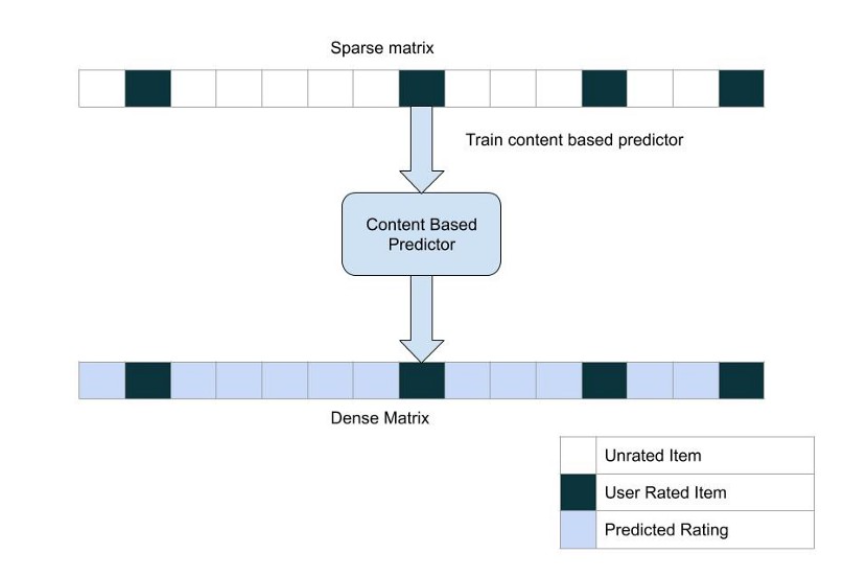 Sparse matrix
Train content based predictor
Content Based
Predictor
Dense Matrix
Unrated Item
User Rated Item
Predicted Rating